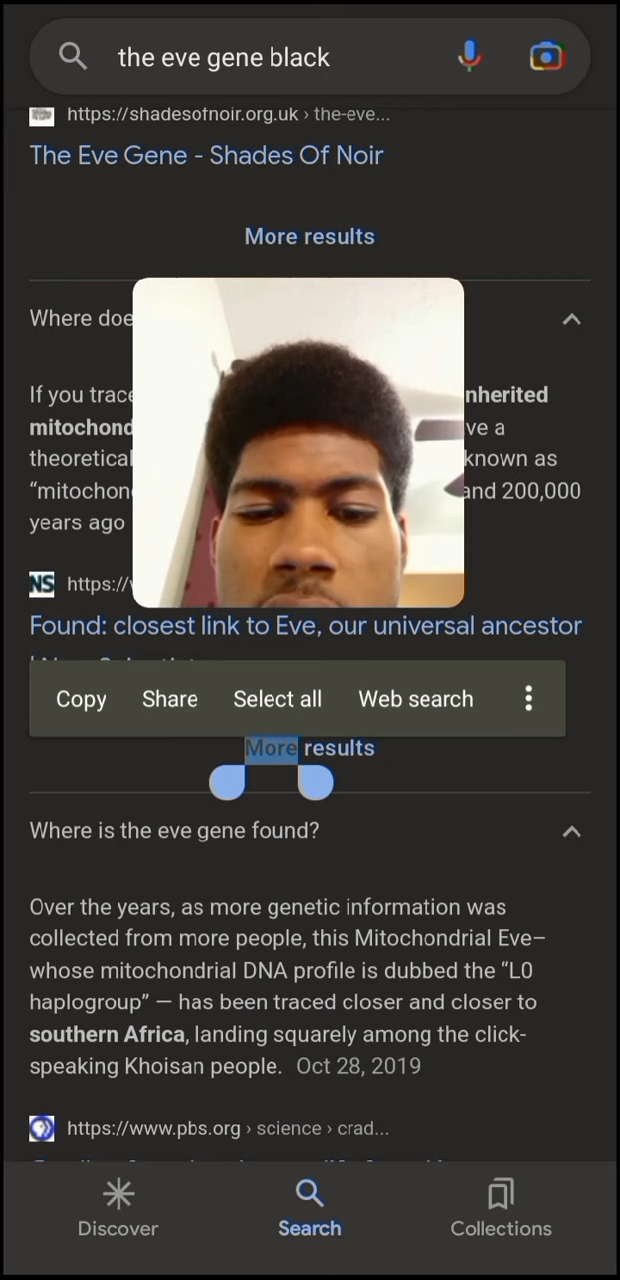 the eve gene black
https://shadesofnoir.org.uk › the-eve...
The Eve Gene - Shades Of Noir
More results
Where doe
If you trace nherited
mitochond ve a
theoretical known as
“mitochon and 200,000
years ago
NS https://
Found: closest link to Eve, our universal ancestor
Copy Share Select all Web search
More results
Where is the eve gene found?
Over the years, as more genetic information was
collected from more people, this Mitochondrial Eve–
whose mitochondrial DNA profile is dubbed the “L0
haplogroup” — has been traced closer and closer to
southern Africa, landing squarely among the click-
speaking Khoisan people. Oct 28, 2019
https://www.pbs.org › science › crad...
Discover Search Collections